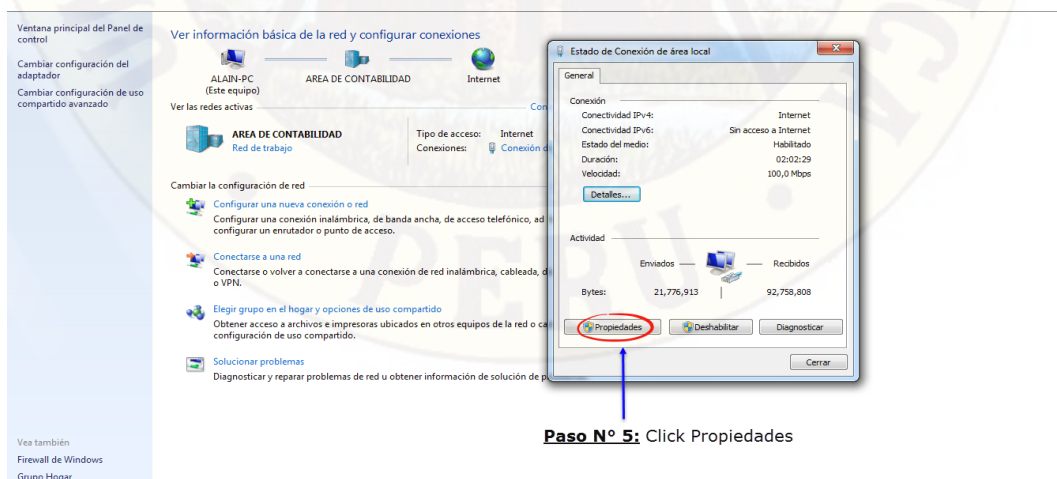 Ventana principal del Panel de
control
Cambiar configuración del
adaptador
Cambiar configuración de uso
compartido avanzado
Vea también
Firewall de Windows
Grupo Hogar
Ver información básica de la red y configurar conexiones
ALAIN-PC
(Este equipo)
AREA DE CONTABILIDAD
Internet
Ver las redes activas
Con
AREA DE CONTABILIDAD
Red de trabajo
Tipo de acceso: Internet
Conexiones: Conexión d
Cambiar la configuración de red
Configurar una nueva conexión o red
Configurar una conexión inalámbrica, de banda ancha, de acceso telefónico, ad
configurar un enrutador o punto de acceso.
Conectarse a una red
Conectarse o volver a conectarse a una conexión de red inalámbrica, cableada, d
o VPN.
Elegir grupo en el hogar y opciones de uso compartido
Obtener acceso a archivos e impresoras ubicados en otros equipos de la red o ca
configuración de uso compartido.
Solucionar problemas
Diagnosticar y reparar problemas de red u obtener información de solución de p
Estado de Conexión de área local
General
Conexión
Conectividad IPv4: Internet
Conectividad IPv6: Sin acceso a Internet
Estado del medio: Habilitado
Duración: 02:02:29
Velocidad: 100,0 Mbps
Detalles...
Actividad
Enviados Recibidos
Bytes: 21,776,913 92,758,808
Propiedades Deshabilitar Diagnosticar
Cerrar
Paso N° 5: Click Propiedades
PERU